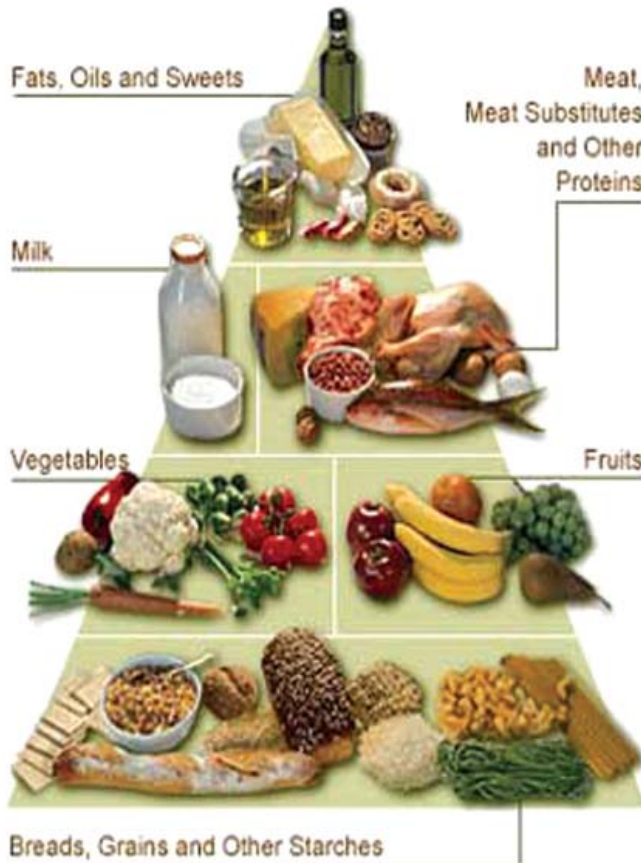 Fats, Oils and Sweets
Meat,
Meat Substitutes
and Other
Proteins
Milk
Vegetables
Fruits
Breads, Grains and Other Starches